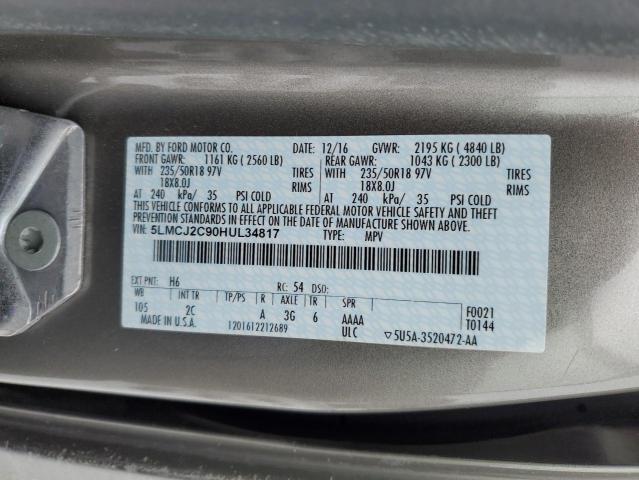 MFD. BY FORD MOTOR CO. 12/16 GVWR: 2195 KG ( 4840 LB)
FRONT GAWR: 1161 KG ( 2560 LB) REAR GAWR: 1043 KG ( 2300 LB)
WITH 235/50R18 97V TIRES WITH 235/50R18 97V TIRES
18X8.0J RIMS 18X8.0J RIMS
AT 240 kPa/ 35 PSI COLD AT 240 kPa/ 35 PSI COLD
THIS VEHICLE CONFORMS TO ALL APPLICABLE FEDERAL MOTOR VEHICLE SAFETY AND THEFT
PREVENTION STANDARDS IN EFFECT ON THE DATE OF MANUFACTURE SHOWN ABOVE.
VIN: 5LMCJ2C90HUL34817 TYPE: MPV
EXT PNT: H6 RC: 54 DSO: F0021
WB INT TR TP/PS R AXLE TR SPR T0144
105 2C A 3G 6 AAAA
MADE IN U.S.A. 1201612212689 ULC ▽5U5A-3520472-AA